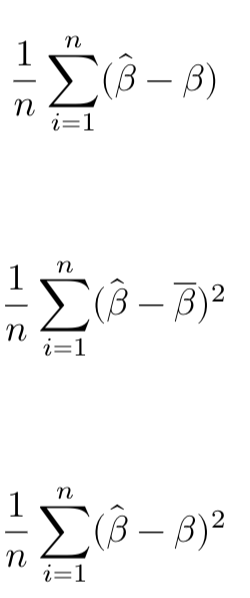 \frac{1}{n} \sum_{i=1}^{n} (\hat{\beta} - \beta)
\frac{1}{n} \sum_{i=1}^{n} (\hat{\beta} - \overline{\beta})^2
\frac{1}{n} \sum_{i=1}^{n} (\hat{\beta} - \beta)^2